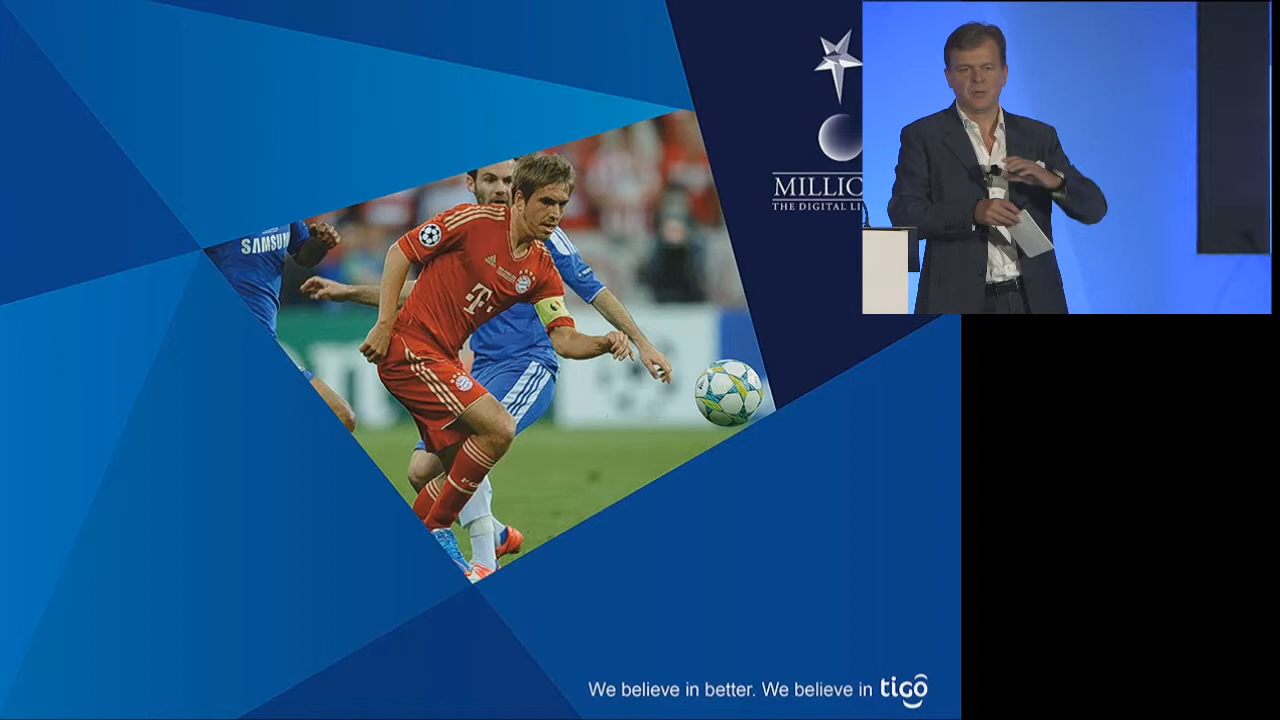 MILLIC
THE DIGITAL LI
SAMSUNG
T
We believe in better. We believe in tigo